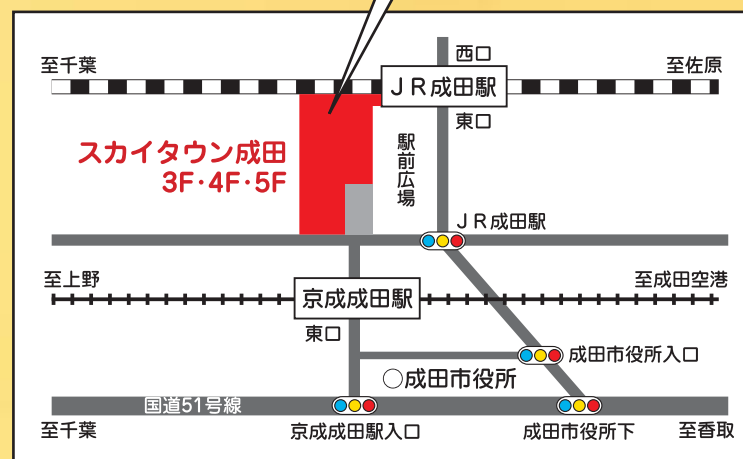 西口
至千葉
至佐原
JR成田駅
東口
スカイタウン成田
3F・4F・5F
駅前広場
JR成田駅
至上野
至成田空港
京成成田駅
東口
成田市役所入口
○成田市役所
国道51号線
至千葉
京成成田駅入口
成田市役所下
至香取